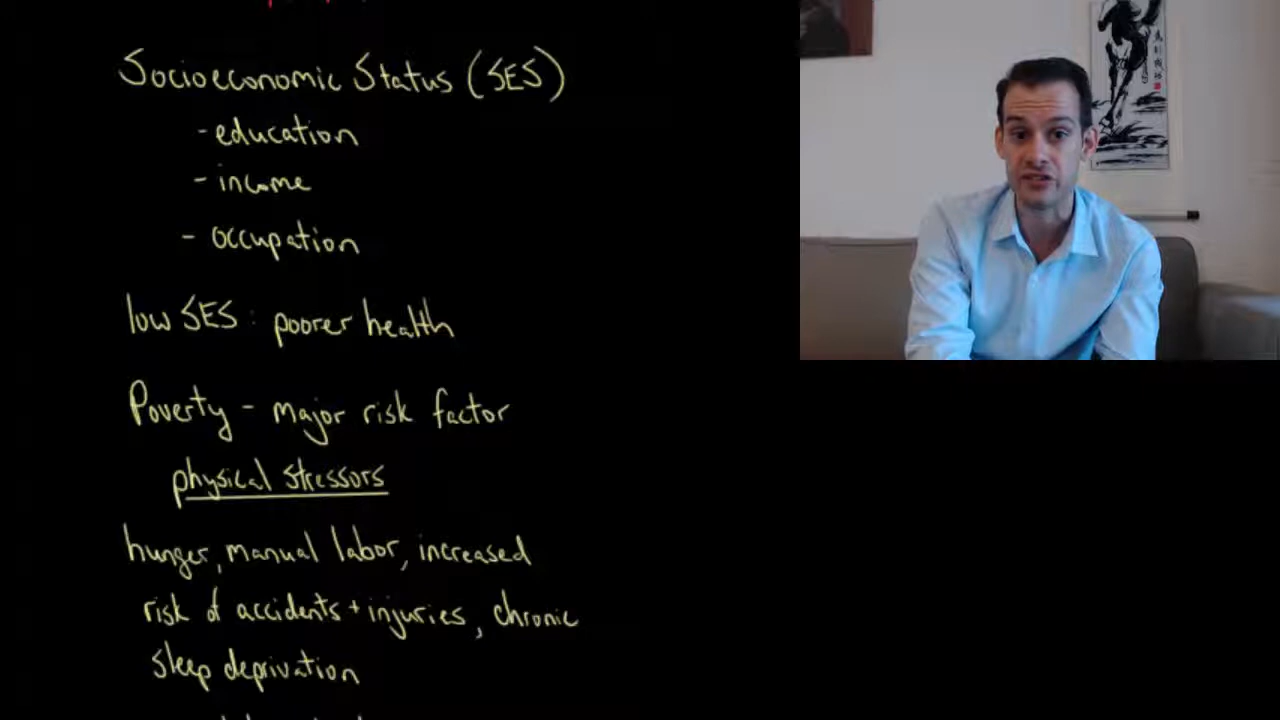 Socioeconomic Status (SES)
- education
- income
- occupation
low SES : poorer health
Poverty - major risk factor
physical stressors
hunger, manual labor, increased
risk of accidents + injuries, chronic
sleep deprivation